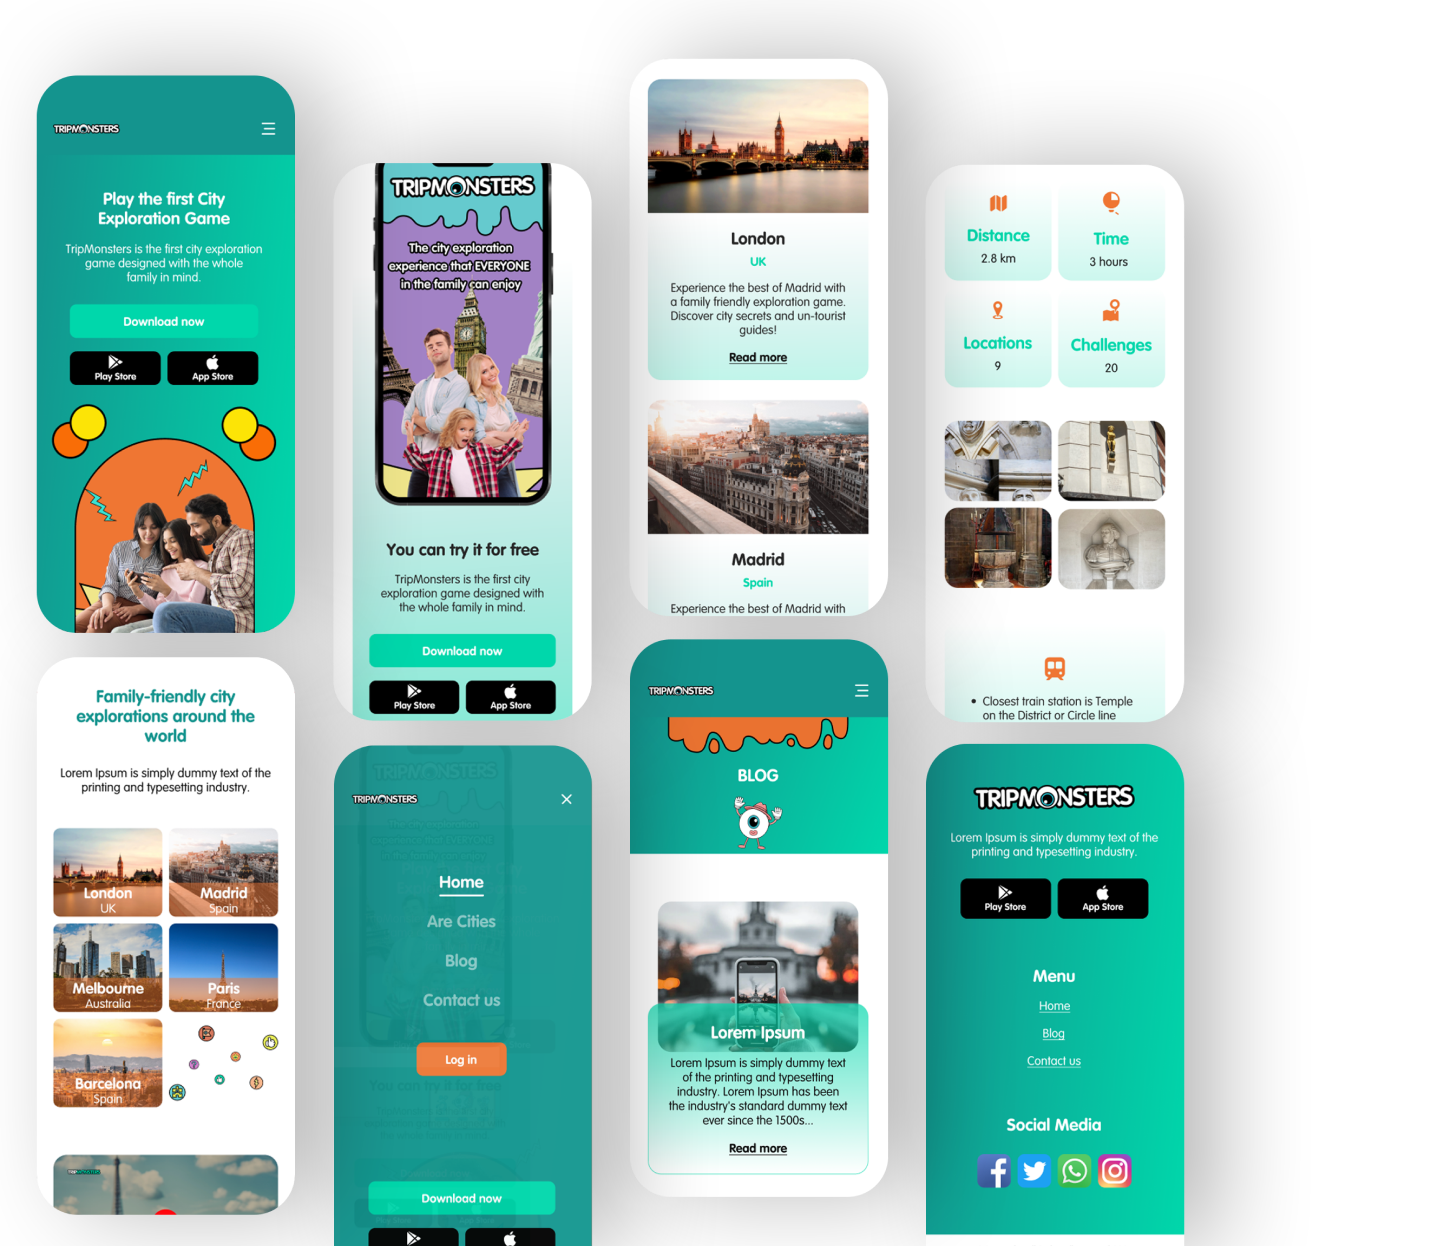 TRIPMONSTERS
Play the first City
Exploration Game
TripMonsters is the first city exploration
game designed with the whole
family in mind.
Download now
Play Store
App Store
Family-friendly city
explorations around the
world
Lorem Ipsum is simply dummy text of the
printing and typesetting industry.
London
UK
Madrid
Spain
Melbourne
Australia
Paris
France
Barcelona
Spain
TRIPMONSTERS
TRIPMONSTERS
The city exploration
experience that EVERYONE
in the family can enjoy
You can try it for free
TripMonsters is the first city
exploration game designed with
the whole family in mind.
Download now
Play Store
App Store
TRIPMONSTERS
Home
Are Cities
Blog
Contact us
Log in
You can try it for free
Download now
London
UK
Experience the best of Madrid with
a family friendly exploration game.
Discover city secrets and un-tourist
guides!
Read more
Madrid
Spain
Experience the best of Madrid with
TRIPMONSTERS
BLOG
Lorem Ipsum
Lorem Ipsum is simply dummy text
of the printing and typesetting
industry. Lorem Ipsum has been
the industry's standard dummy text
ever since the 1500s...
Read more
Distance
2.8 km
Time
3 hours
Locations
9
Challenges
20
• Closest train station is Temple
on the District or Circle line
TRIPMONSTERS
Lorem Ipsum is simply dummy text of the
printing and typesetting industry.
Play Store
App Store
Menu
Home
Blog
Contact us
Social Media